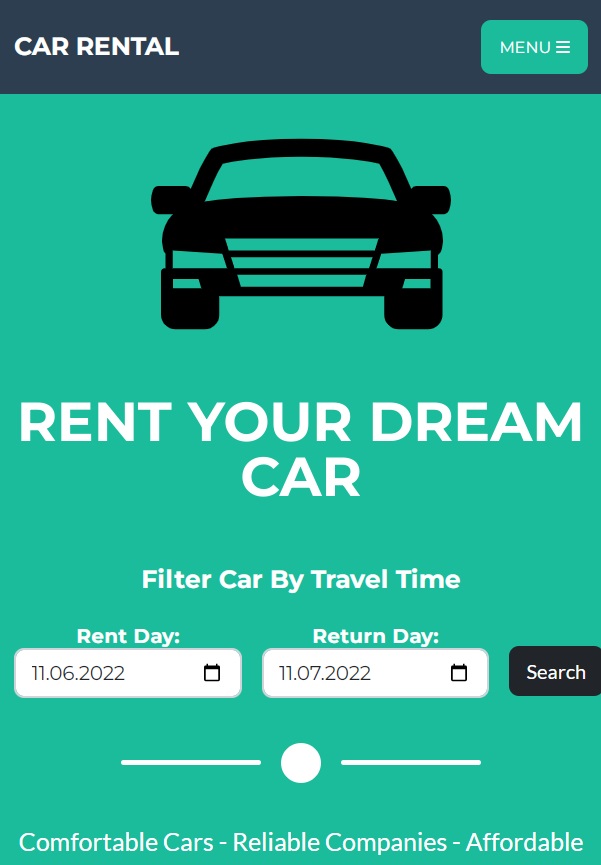 CAR RENTAL
MENU
RENT YOUR DREAM
CAR
Filter Car By Travel Time
Rent Day:
Return Day:
11.06.2022
11.07.2022
Search
Comfortable Cars - Reliable Companies - Affordable